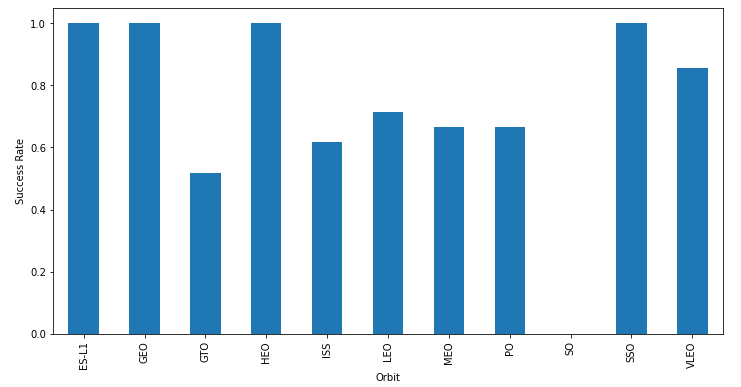 1.0
0.8
0.6
0.4
0.2
0.0
Success Rate
ES-L1
GEO
GTO
HEO
ISS
LEO
MEO
PO
SO
SSO
VLEO
Orbit